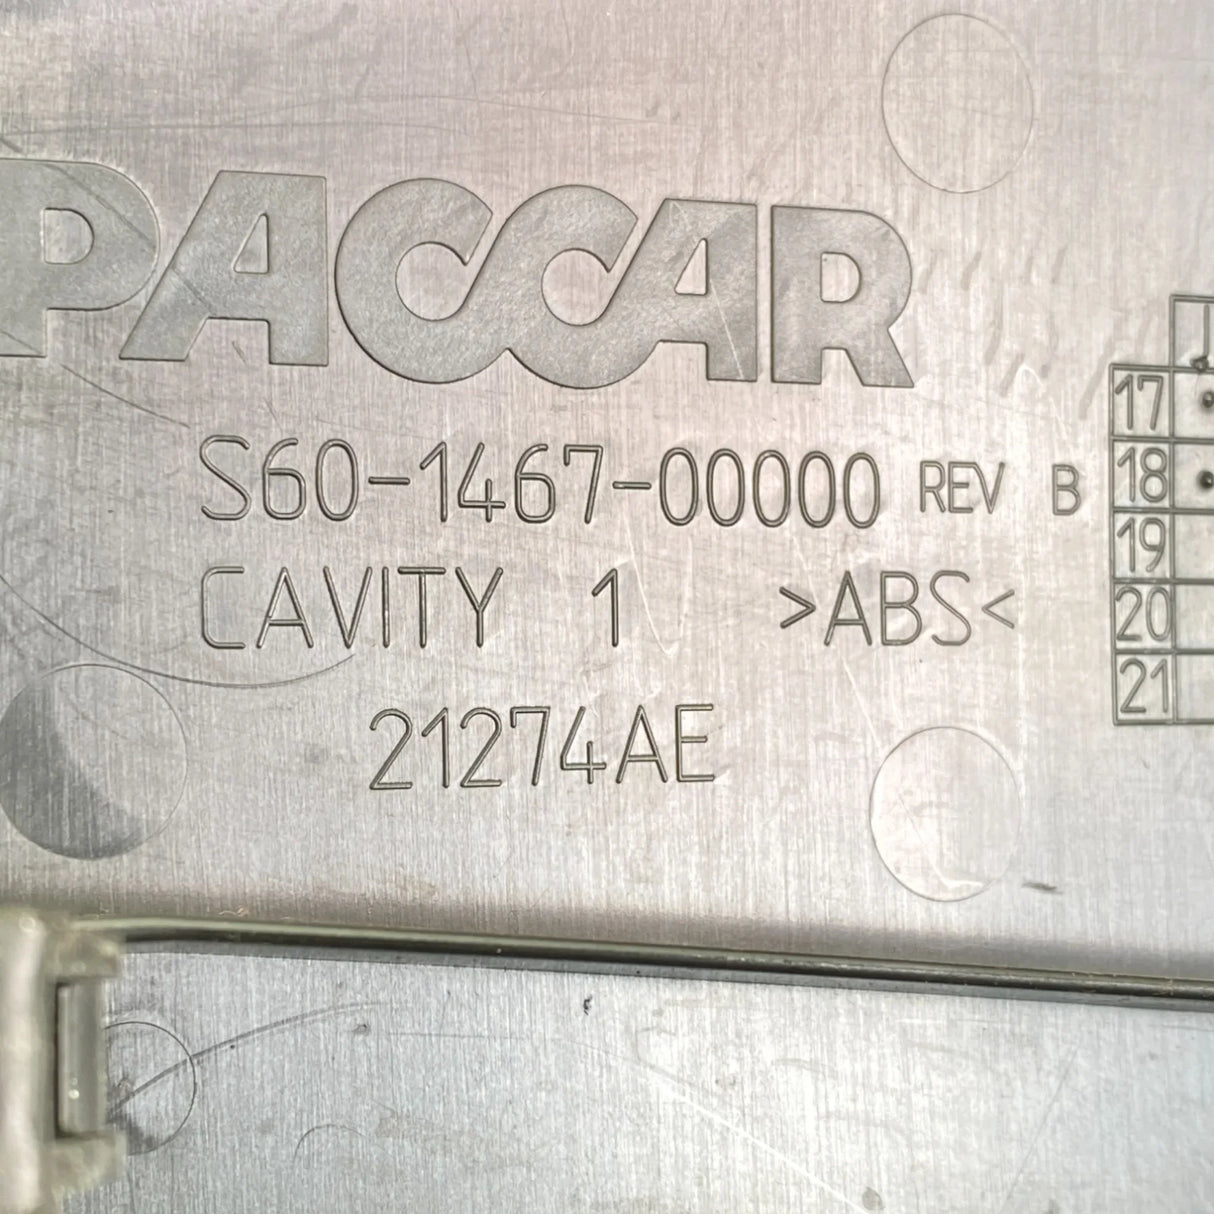 PACCAR
S60-1467-00000 REV B
CAVITY 1 >ABS<
21274AE
17
18
19
20
21